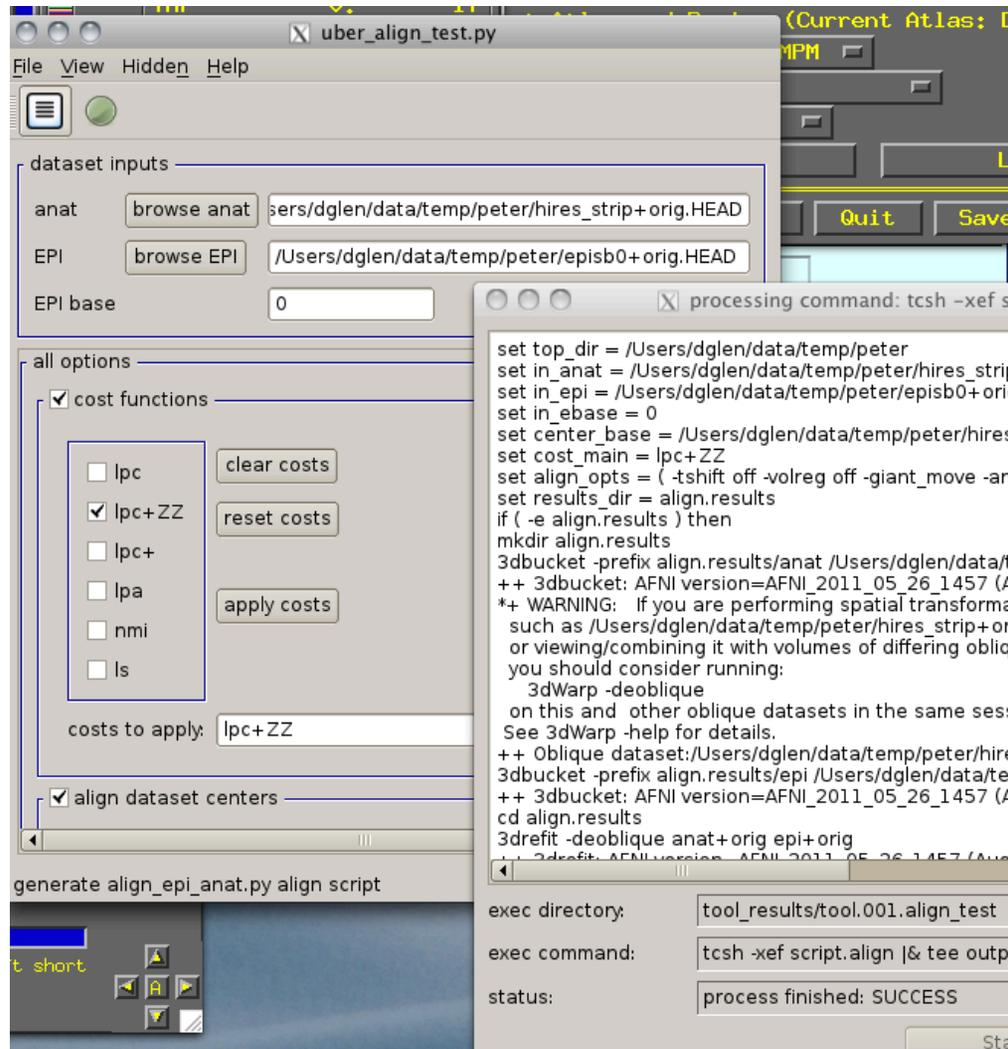 (Current Atlas:
uber_align_test.py
MPM
File View Hidden Help
dataset inputs
anat
browse anat
sers/dglen/data/temp/peter/hires_strip+orig.HEAD
EPI
browse EPI
/Users/dglen/data/temp/peter/episb0+orig.HEAD
EPI base
0
Quit
Save
all options
cost functions
lpc
lpc+ZZ
lpc+
lpa
nmi
ls
clear costs
reset costs
apply costs
costs to apply:
lpc+ZZ
align dataset centers
generate align_epi_anat.py align script
t short
A
processing command: tcsh -xef s
set top_dir = /Users/dglen/data/temp/peter
set in_anat = /Users/dglen/data/temp/peter/hires_stri
set in_epi = /Users/dglen/data/temp/peter/episb0+ori
set in_ebase = 0
set center_base = /Users/dglen/data/temp/peter/hires
set cost_main = lpc+ZZ
set align_opts = ( -tshift off -volreg off -giant_move -ar
set results_dir = align.results
if ( -e align.results ) then
mkdir align.results
3dbucket -prefix align.results/anat /Users/dglen/data/t
++ 3dbucket: AFNI version=AFNI_2011_05_26_1457 (A
*+ WARNING: If you are performing spatial transforma
such as /Users/dglen/data/temp/peter/hires_strip+or
or viewing/combining it with volumes of differing obliq
you should consider running:
3dWarp -deoblique
on this and other oblique datasets in the same sess
See 3dWarp -help for details.
++ Oblique dataset:/Users/dglen/data/temp/peter/hire
3dbucket -prefix align.results/epi /Users/dglen/data/te
++ 3dbucket: AFNI version=AFNI_2011_05_26_1457 (A
cd align.results
3drefit -deoblique anat+orig epi+orig
++ 3drefit: AFNI version=AFNI_2011_05_26_1457 (Aug
exec directory:
tool_results/tool.001.align_test
exec command:
tcsh -xef script.align |& tee outp
status:
process finished: SUCCESS
Sta